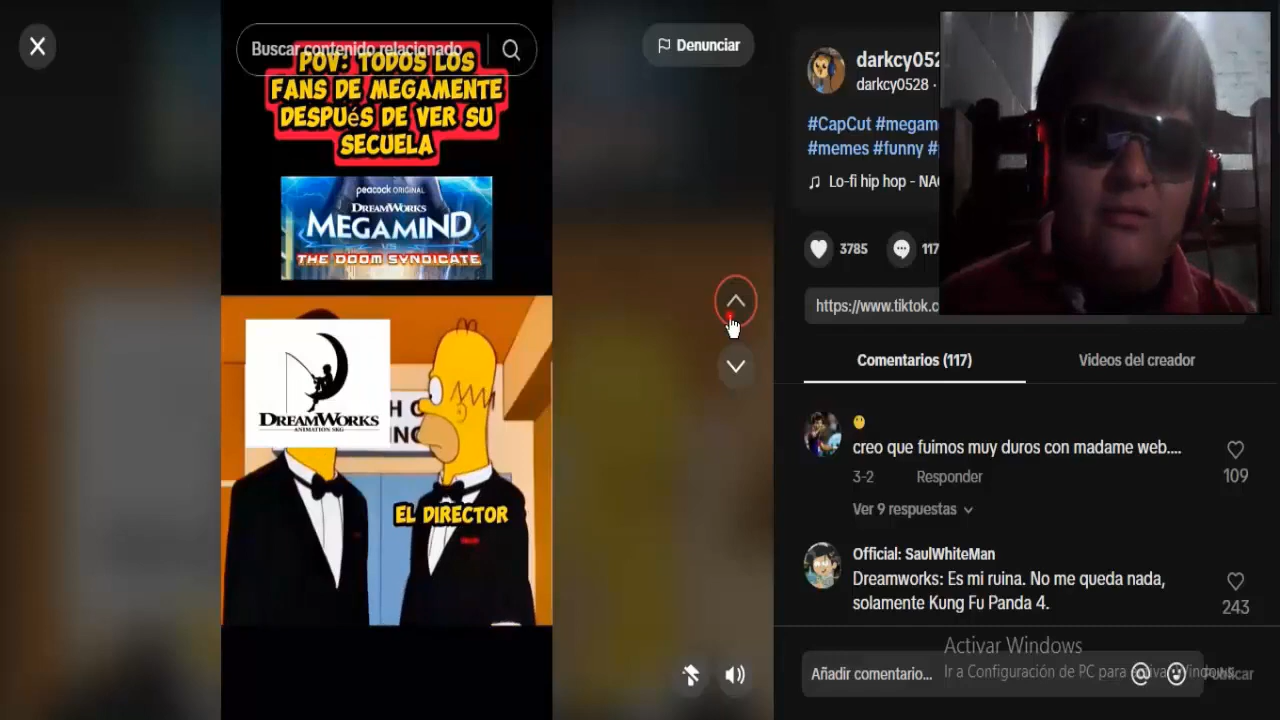 Buscar contenido relacionado
Denunciar
POV: TODOS LOS
FANS DE MEGAMENTE
DESPUéS DE VER SU
SECUELA
peacock ORIGINAL
DREAMWORKS
MEGAMIND
VS
THE DOOM SYNDICATE
DREAMWORKS
ANIMATION SKG
EL DIRECTOR
darkcy052
darkcy0528 ·
#CapCut #megam
#memes #funny #
Lo-fi hip hop - NA
3785
117
https://www.tiktok.c
Comentarios (117)
Videos del creador
creo que fuimos muy duros con madame web....
109
3-2 Responder
Ver 9 respuestas
Official: SaulWhiteMan
Dreamworks: Es mi ruina. No me queda nada,
solamente Kung Fu Panda 4.
243
Activar Windows
Ir a Configuración de PC para activar Windows.
Añadir comentario...
Publicar